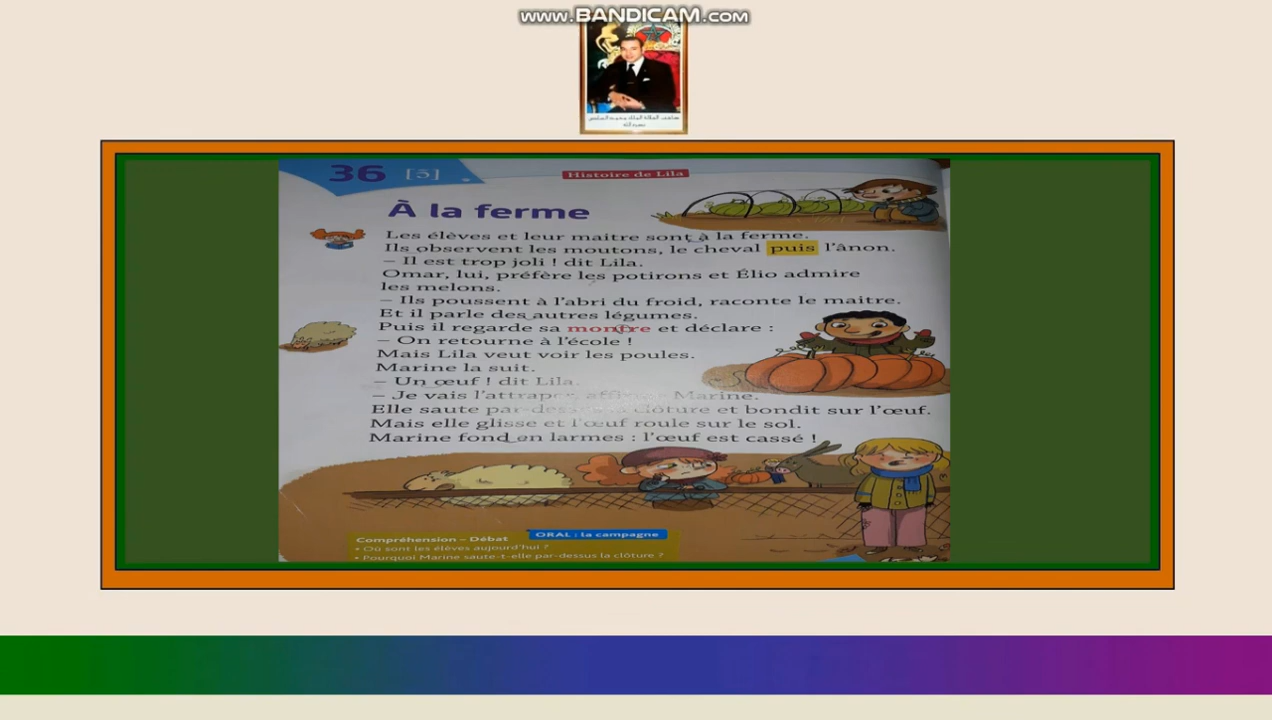 www.BANDICAM.com
36 [5]
Histoire de Lila
À la ferme
Les élèves et leur maitre sont à la ferme.
Ils observent les moutons, le cheval puis l'ânon.
– Il est trop joli ! dit Lila.
Omar, lui, préfère les potirons et Élio admire
les melons.
– Ils poussent à l'abri du froid, raconte le maitre.
Et il parle des autres légumes.
Puis il regarde sa montre et déclare :
– On retourne à l'école !
Mais Lila veut voir les poules.
Marine la suit.
– Un œuf ! dit Lila.
– Je vais l'attraper, affirme Marine.
Elle saute par-dessus la clôture et bondit sur l'œuf.
Mais elle glisse et l'œuf roule sur le sol.
Marine fond en larmes : l'œuf est cassé !
Compréhension – Débat
ORAL : la campagne
• Où sont les élèves aujourd'hui ?
• Pourquoi Marine saute-t-elle par-dessus la clôture ?